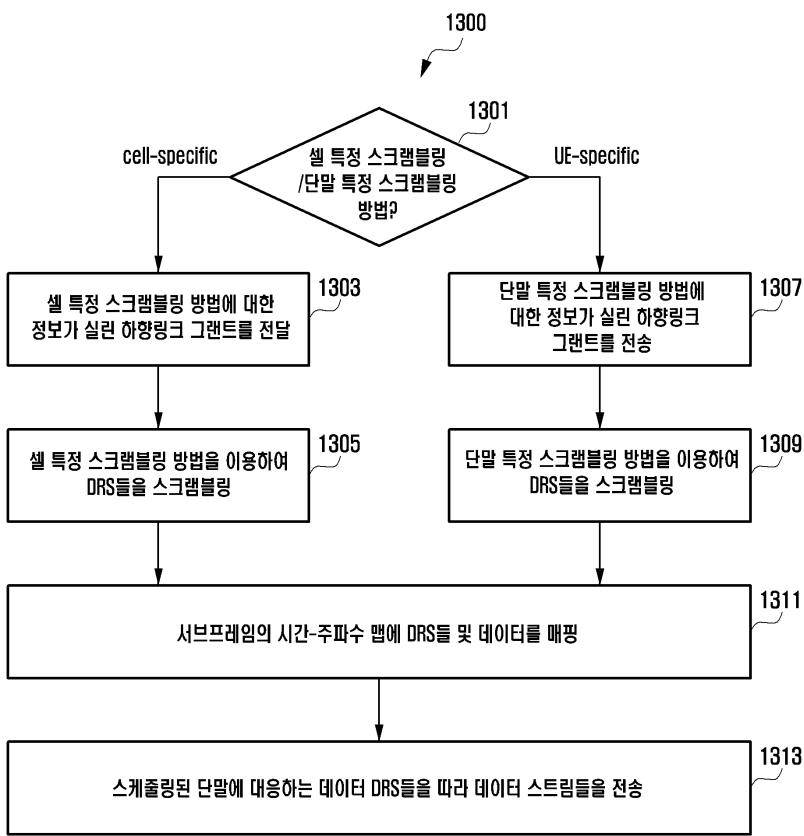 1300
1301
cell-specific
셀 특정 스크램블링
/단말 특정 스크램블링
방법?
UE-specific
1303
셀 특정 스크램블링 방법에 대한
정보가 실린 하향링크 그랜트를 전달
1307
단말 특정 스크램블링 방법에
대한 정보가 실린 하향링크
그랜트를 전송
1305
셀 특정 스크램블링 방법을 이용하여
DRS들을 스크램블링
1309
단말 특정 스크램블링 방법을 이용하여
DRS들을 스크램블링
1311
서브프레임의 시간-주파수 맵에 DRS들 및 데이터를 매핑
1313
스케줄링된 단말에 대응하는 데이터 DRS들을 따라 데이터 스트림들을 전송